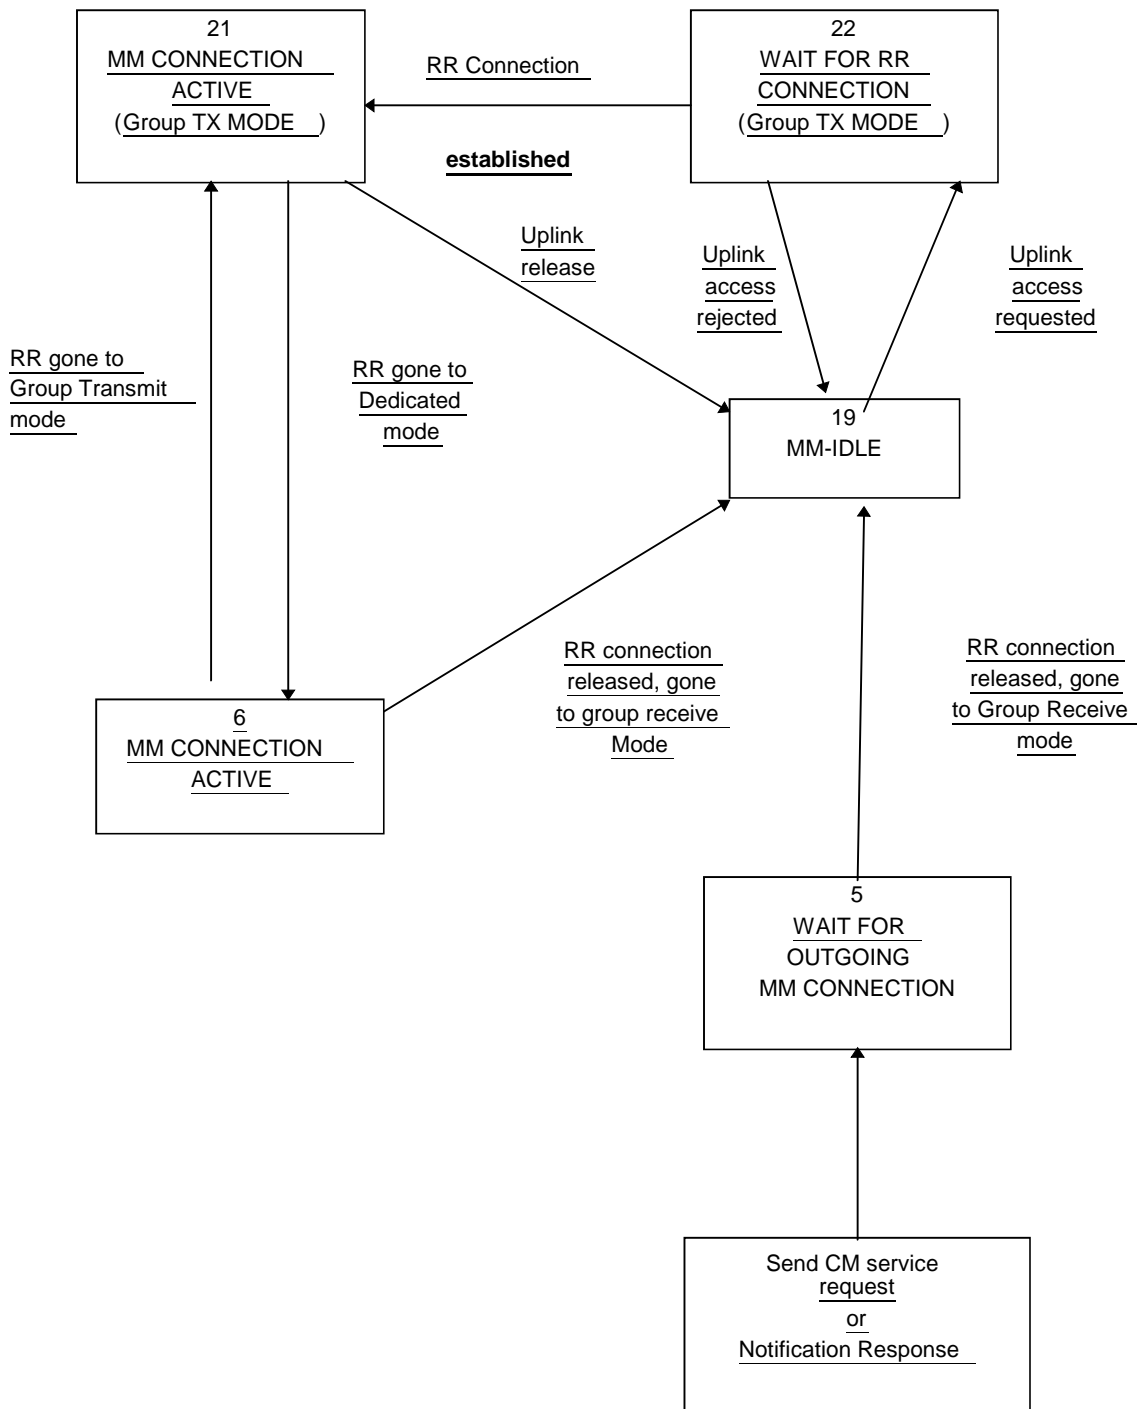 21
MM CONNECTION
ACTIVE
(Group TX MODE )
RR Connection
established
22
WAIT FOR RR
CONNECTION
(Group TX MODE )
Uplink
release
Uplink
access
rejected
Uplink
access
requested
RR gone to
Group Transmit
mode
RR gone to
Dedicated
mode
19
MM-IDLE
RR connection
released, gone
to group receive
Mode
RR connection
released, gone
to Group Receive
mode
6
MM CONNECTION
ACTIVE
5
WAIT FOR
OUTGOING
MM CONNECTION
Send CM service
request
or
Notification Response